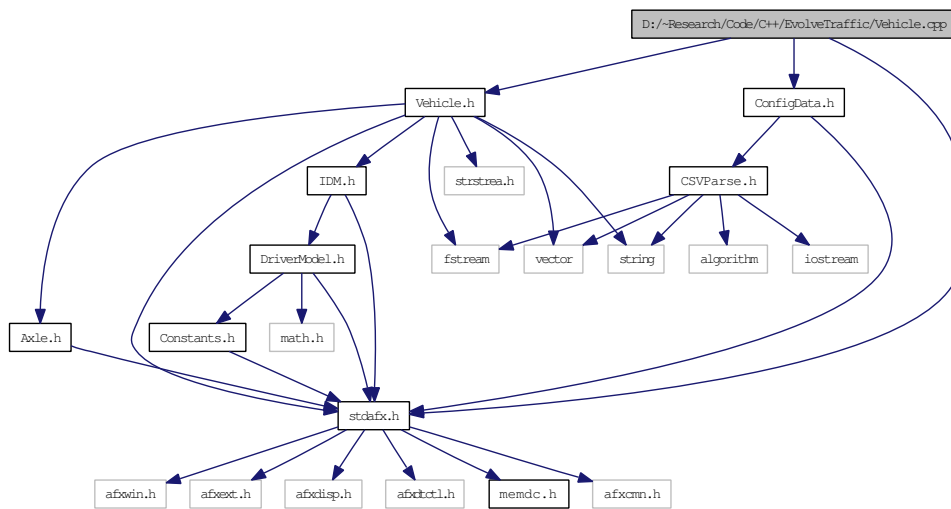 D:/~Research/Code/C++/EvolveTraffic/Vehicle.cpp
Vehicle.h
ConfigData.h
IDM.h
strstrea.h
CSVParse.h
DriverModel.h
fstream
vector
string
algorithm
iostream
Axle.h
Constants.h
math.h
stdafx.h
afxwin.h
afxext.h
afxdisp.h
afxdtctl.h
memdc.h
afxcmn.h